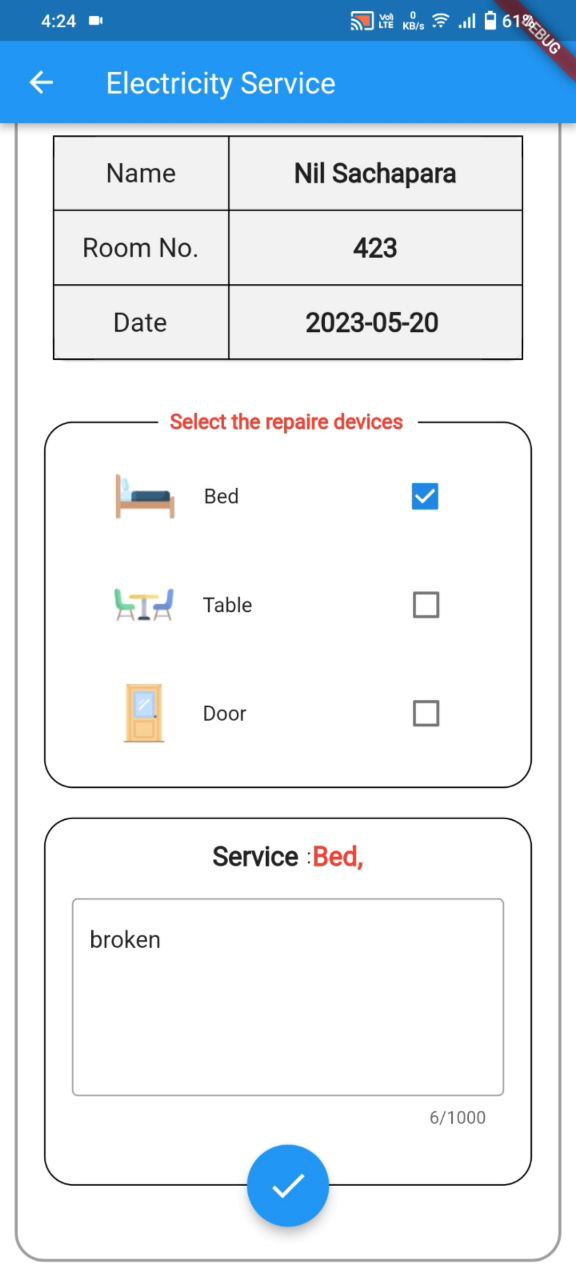 4:24 Vo) LTE 0 KB/s 61%
DEBUG
Electricity Service
Name Nil Sachapara
Room No. 423
Date 2023-05-20
Select the repaire devices
Bed
Table
Door
Service :Bed,
broken
6/1000